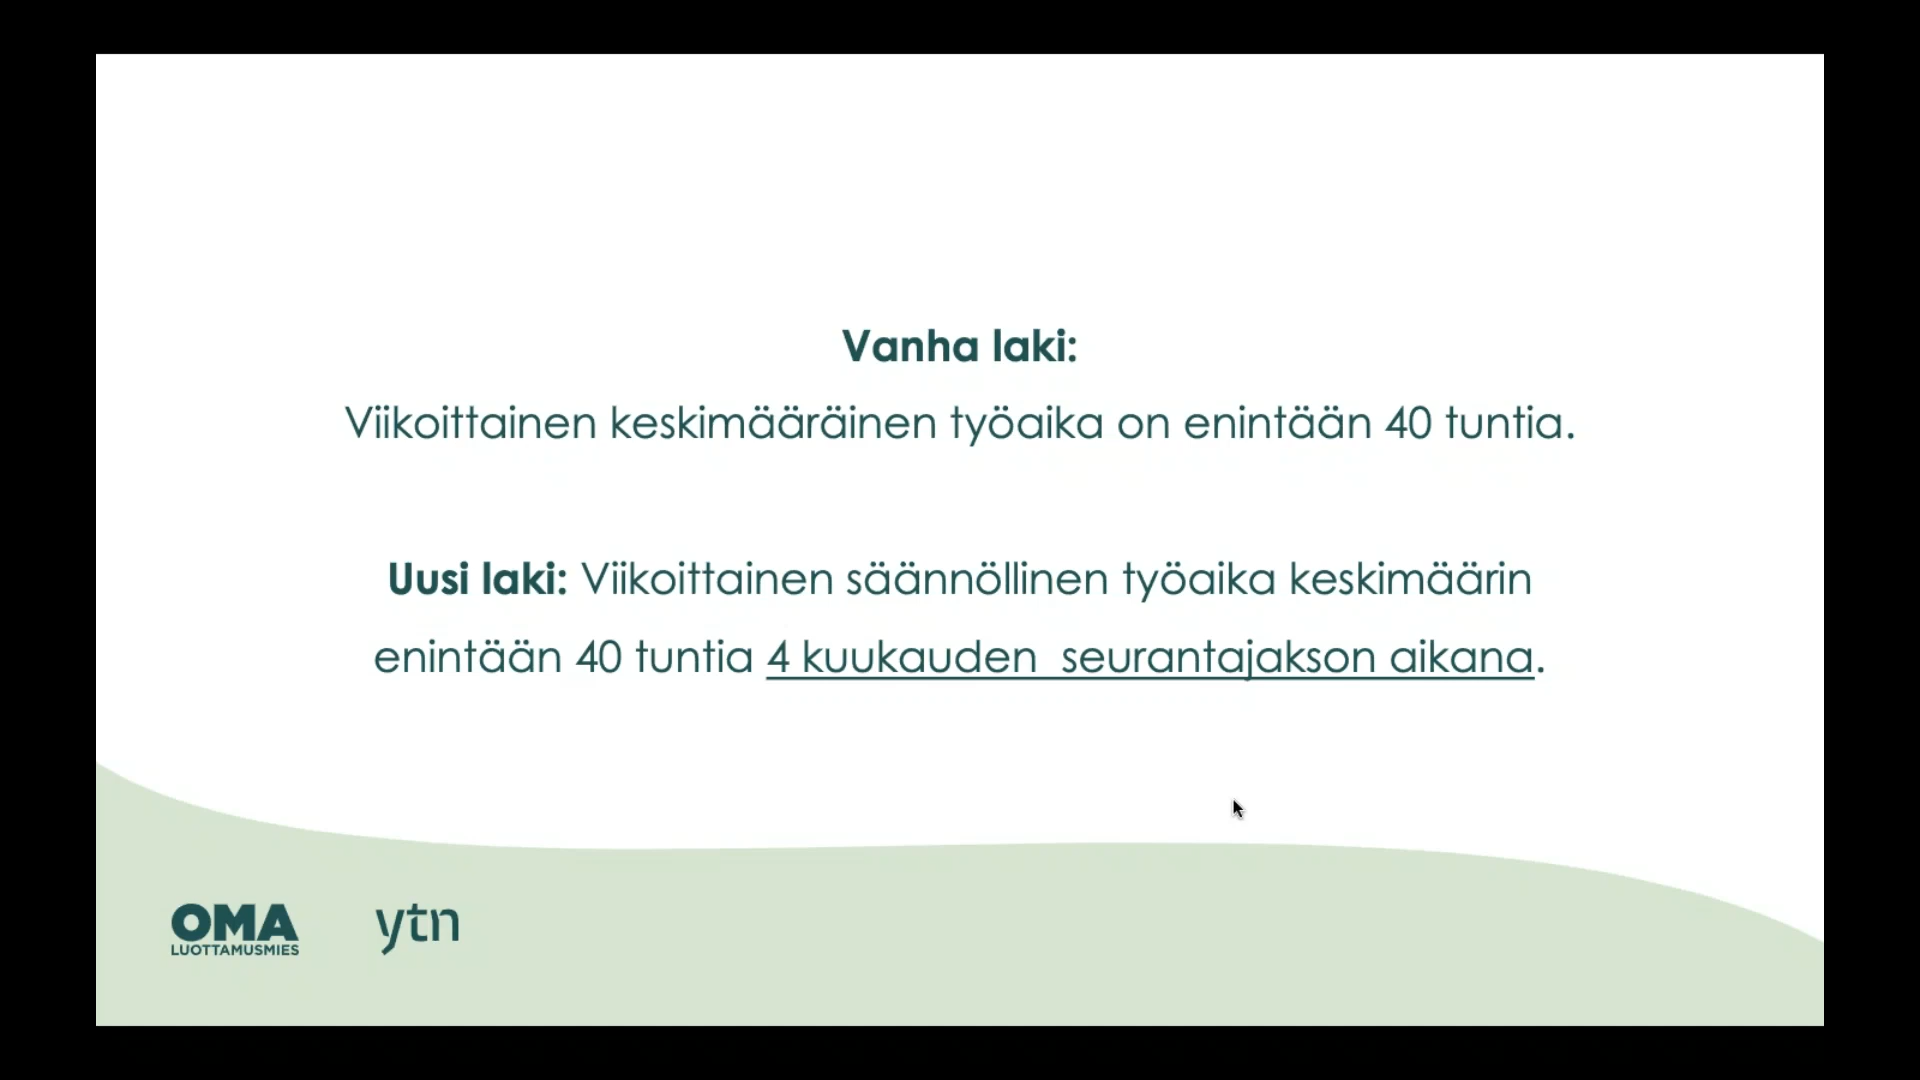 Vanha laki:
Viikoittainen keskimääräinen työaika on enintään 40 tuntia.
Uusi laki: Viikoittainen säännöllinen työaika keskimäärin
enintään 40 tuntia 4 kuukauden  seurantajakson aikana.
OMA
LUOTTAMUSMIES
ytn